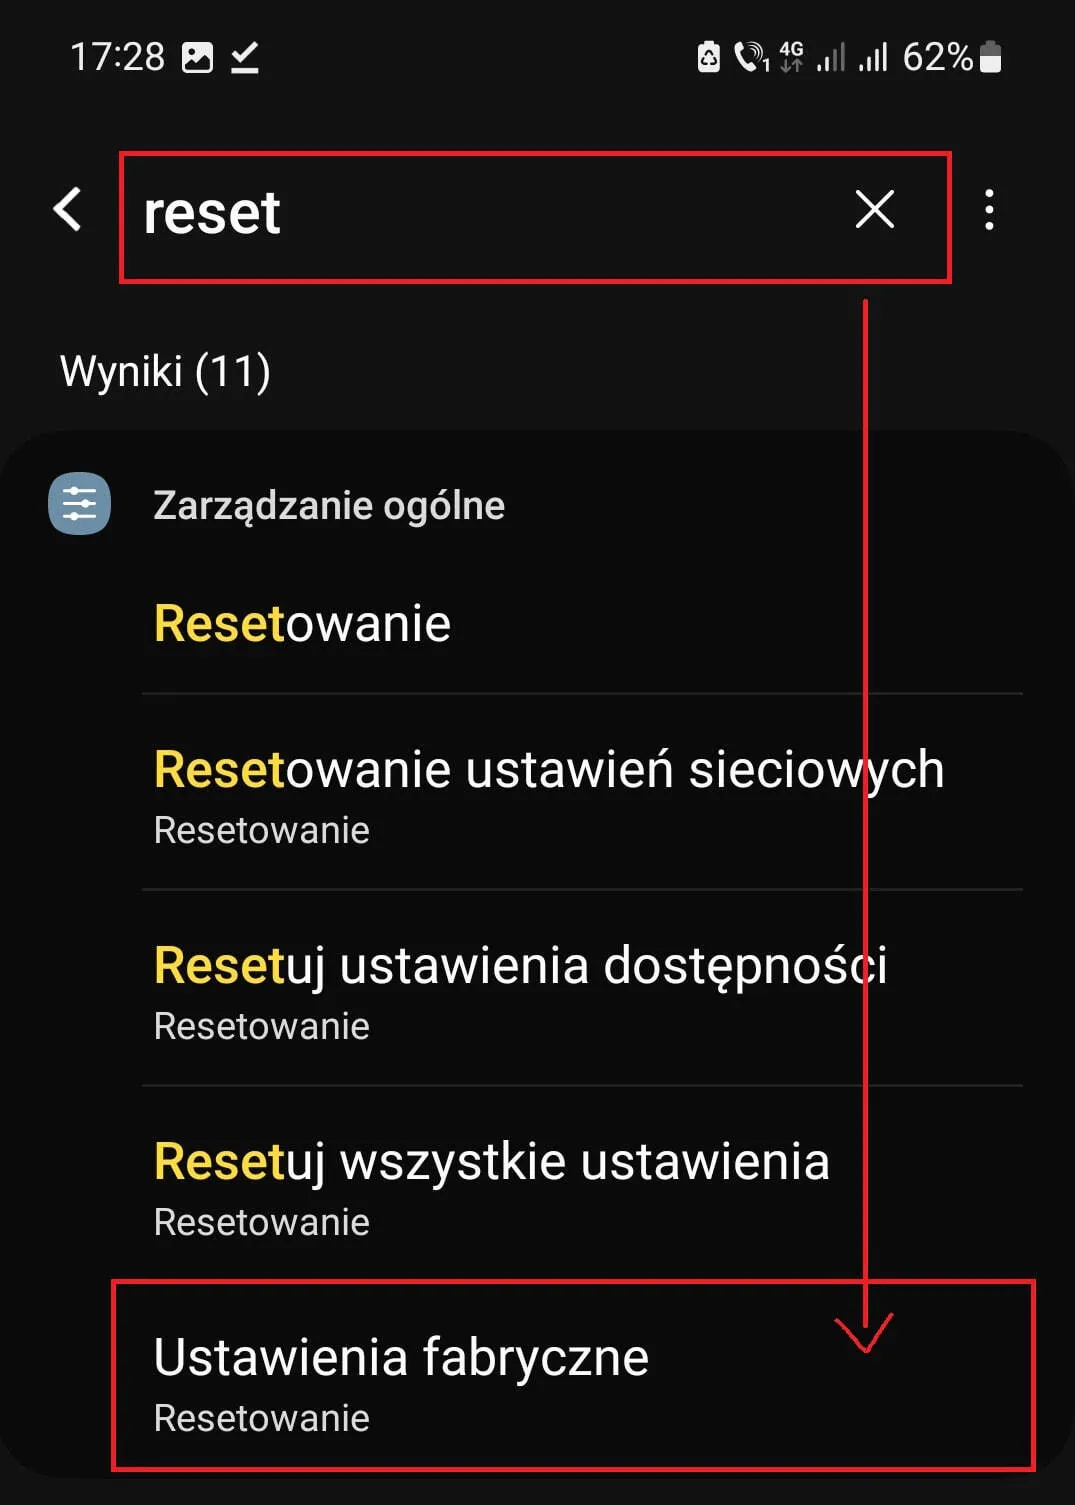 17:28 1 4G 62%
reset
Wyniki (11)
Zarządzanie ogólne
Resetowanie
Resetowanie ustawień sieciowych
Resetowanie
Resetuj ustawienia dostępności
Resetowanie
Resetuj wszystkie ustawienia
Resetowanie
Ustawienia fabryczne
Resetowanie